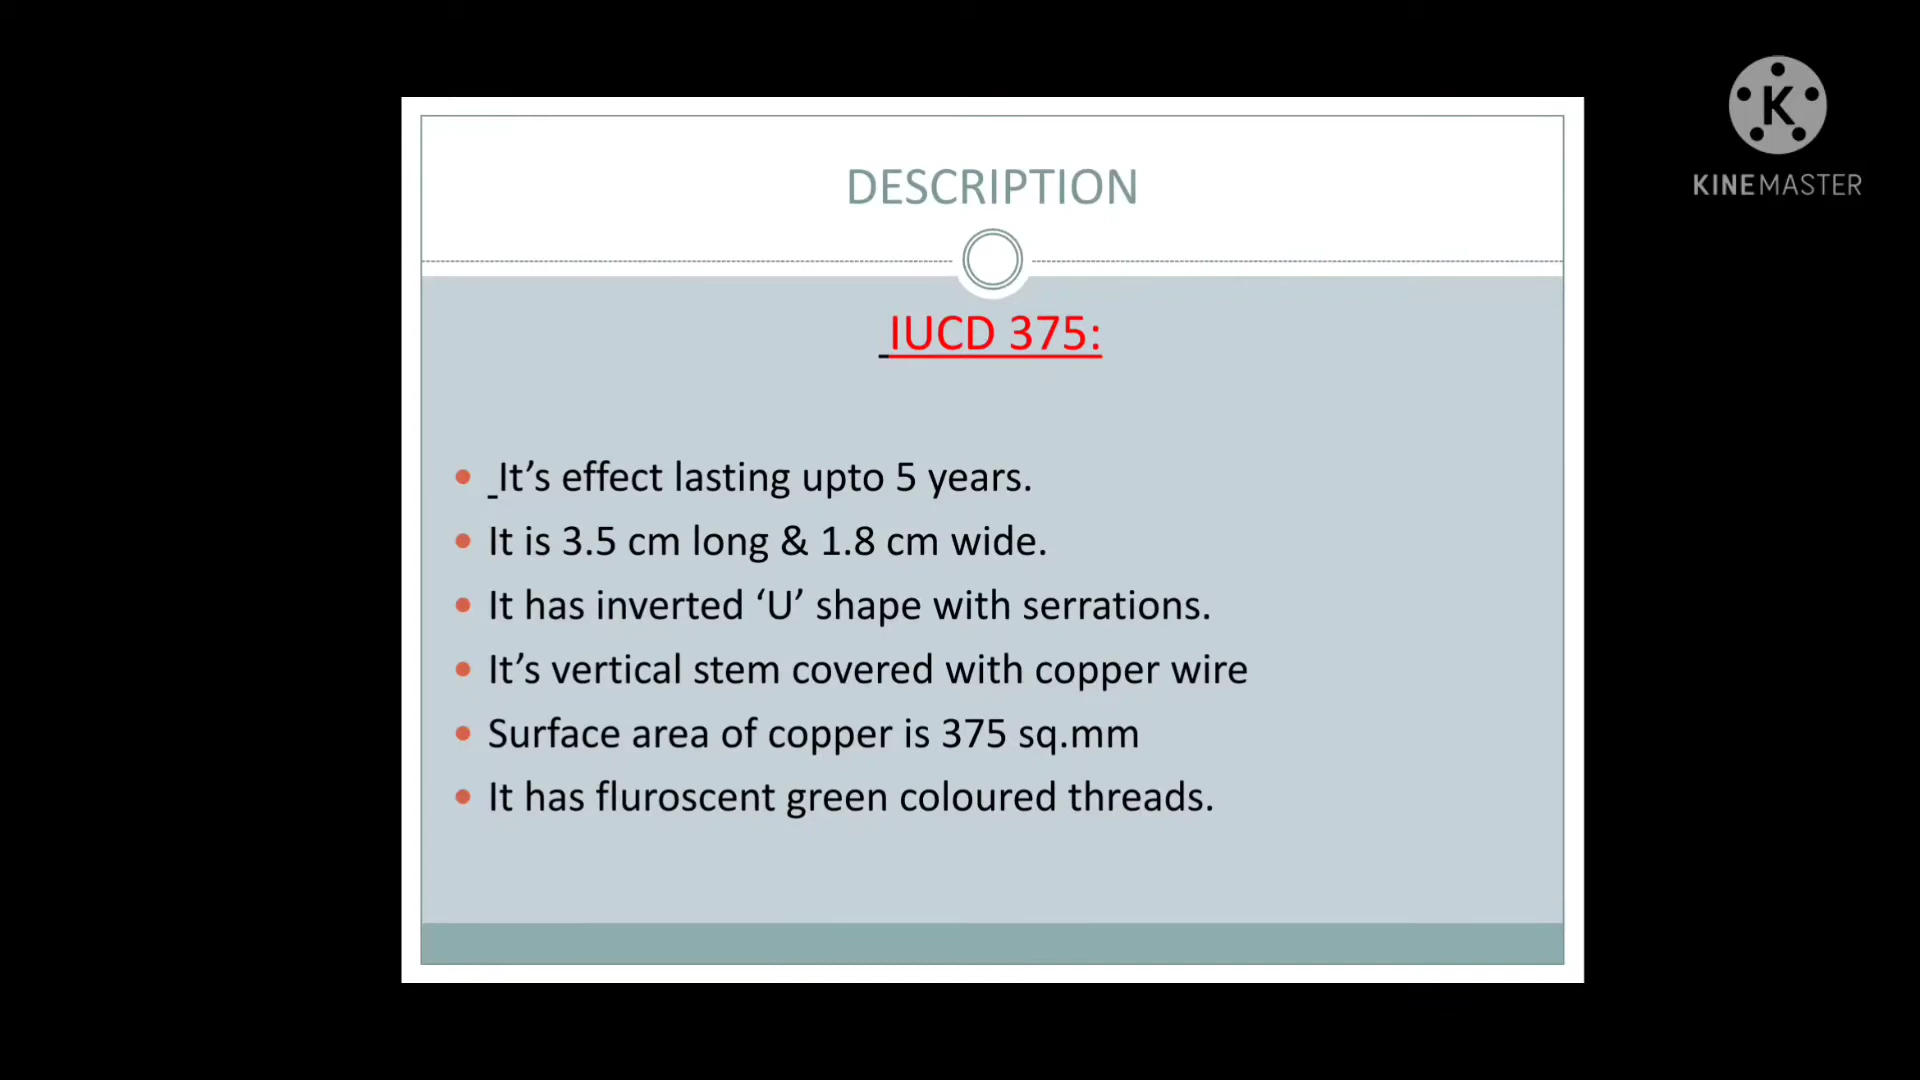 K
KINEMASTER
DESCRIPTION
IUCD 375:
• It’s effect lasting upto 5 years.
• It is 3.5 cm long & 1.8 cm wide.
• It has inverted ‘U’ shape with serrations.
• It’s vertical stem covered with copper wire
• Surface area of copper is 375 sq.mm
• It has fluroscent green coloured threads.